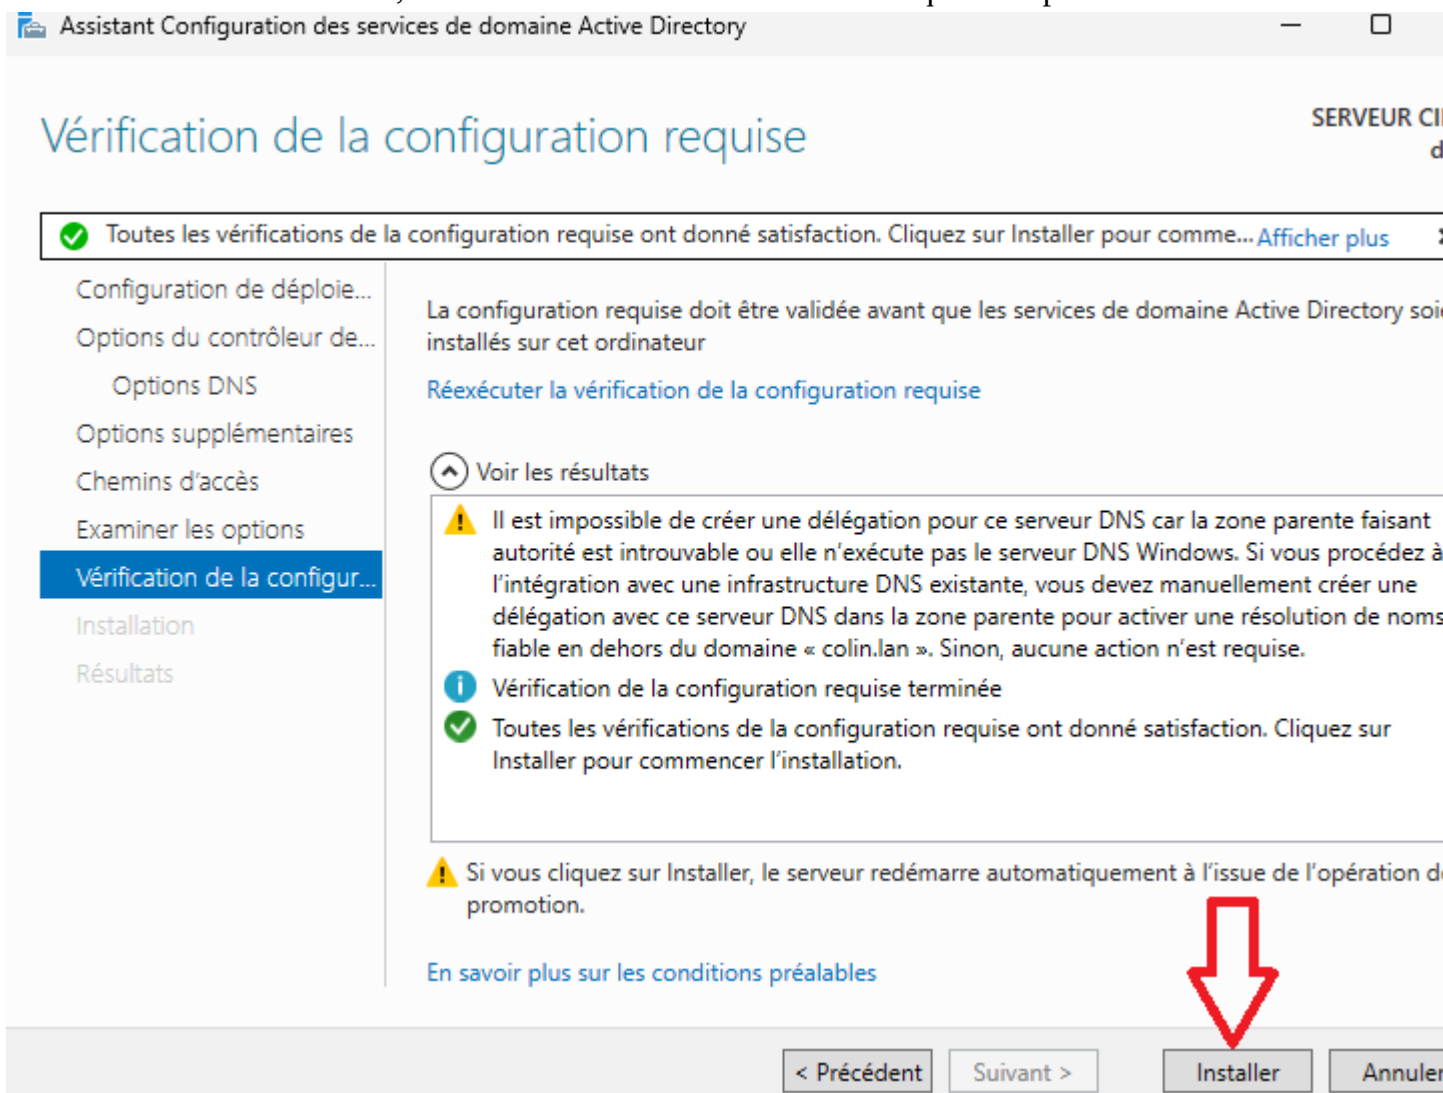 Assistant Configuration des services de domaine Active Directory
Vérification de la configuration requise
SERVEUR
Toutes les vérifications de la configuration requise ont donné satisfaction. Cliquez sur Installer pour comme... Afficher plus
Configuration de déploie...
Options du contrôleur de...
Options DNS
Options supplémentaires
Chemins d'accès
Examiner les options
Vérification de la configur...
Installation
Résultats
La configuration requise doit être validée avant que les services de domaine Active Directory
installés sur cet ordinateur
Réexécuter la vérification de la configuration requise
Voir les résultats
Il est impossible de créer une délégation pour ce serveur DNS car la zone parente faisant
autorité est introuvable ou elle n'exécute pas le serveur DNS Windows. Si vous procédez à
l'intégration avec une infrastructure DNS existante, vous devez manuellement créer une
délégation avec ce serveur DNS dans la zone parente pour activer une résolution de noms
fiable en dehors du domaine « colin.lan ». Sinon, aucune action n'est requise.
Vérification de la configuration requise terminée
Toutes les vérifications de la configuration requise ont donné satisfaction. Cliquez sur
Installer pour commencer l'installation.
Si vous cliquez sur Installer, le serveur redémarre automatiquement à l'issue de l'opération
promotion.
En savoir plus sur les conditions préalables
< Précédent
Suivant >
Installer
Annuler